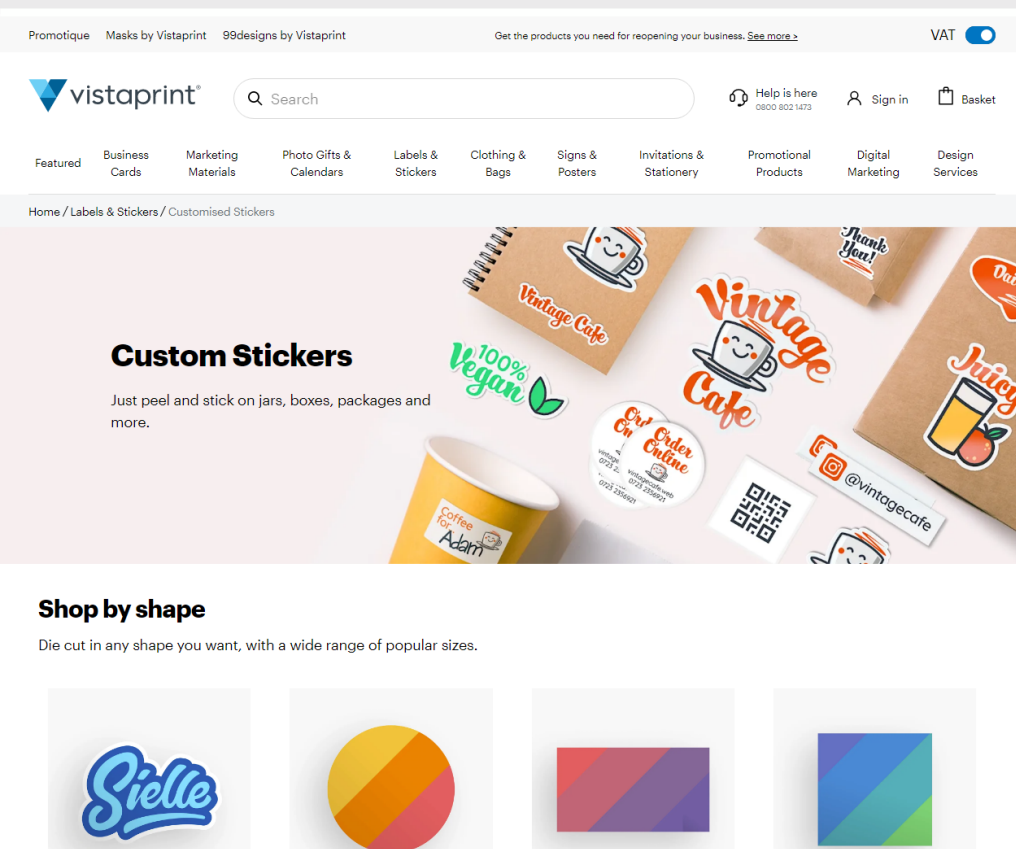 Promotique Masks by Vistaprint 99designs by Vistaprint Get the products you need for reopening your business. See more > VAT
vistaprint® Search Help is here Sign in Basket
0800 802 1473
Featured Business Cards Marketing Materials Photo Gifts & Calendars Labels & Stickers Clothing & Bags Signs & Posters Invitations & Stationery Promotional Products Digital Marketing Design Services
Home / Labels & Stickers / Customised Stickers
Custom Stickers
Just peel and stick on jars, boxes, packages and
more.
Thank
You!
Vintage Cafe
Vintage
Cafe
100%
Vegan
Juicy
Order
Online
vintagecafe.web
0723 2356921
@vintagecafe
Coffee
for
Adam
Shop by shape
Die cut in any shape you want, with a wide range of popular sizes.
Sielle